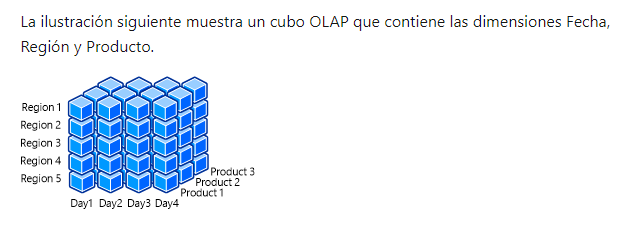 La ilustración siguiente muestra un cubo OLAP que contiene las dimensiones Fecha,
Región y Producto.
Region 1
Region 2
Region 3
Region 4
Region 5
Product 3
Product 2
Product 1
Day1 Day2 Day3 Day4